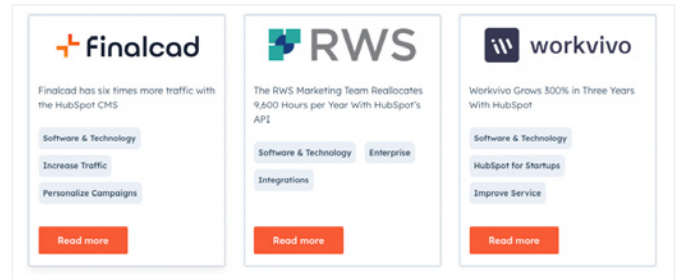 finalcad
Finalcad has six times more traffic with
the HubSpot CMS
Software & Technology
Increase Traffic
Personalize Campaigns
Read more
RWS
The RWS Marketing Team Reallocates
9,600 Hours per Year With HubSpot's
API
Software & Technology Enterprise
Integrations
Read more
workvivo
Workvivo Grows 300% in Three Years
With HubSpot
Software & Technology
HubSpot for Startups
Improve Service
Read more